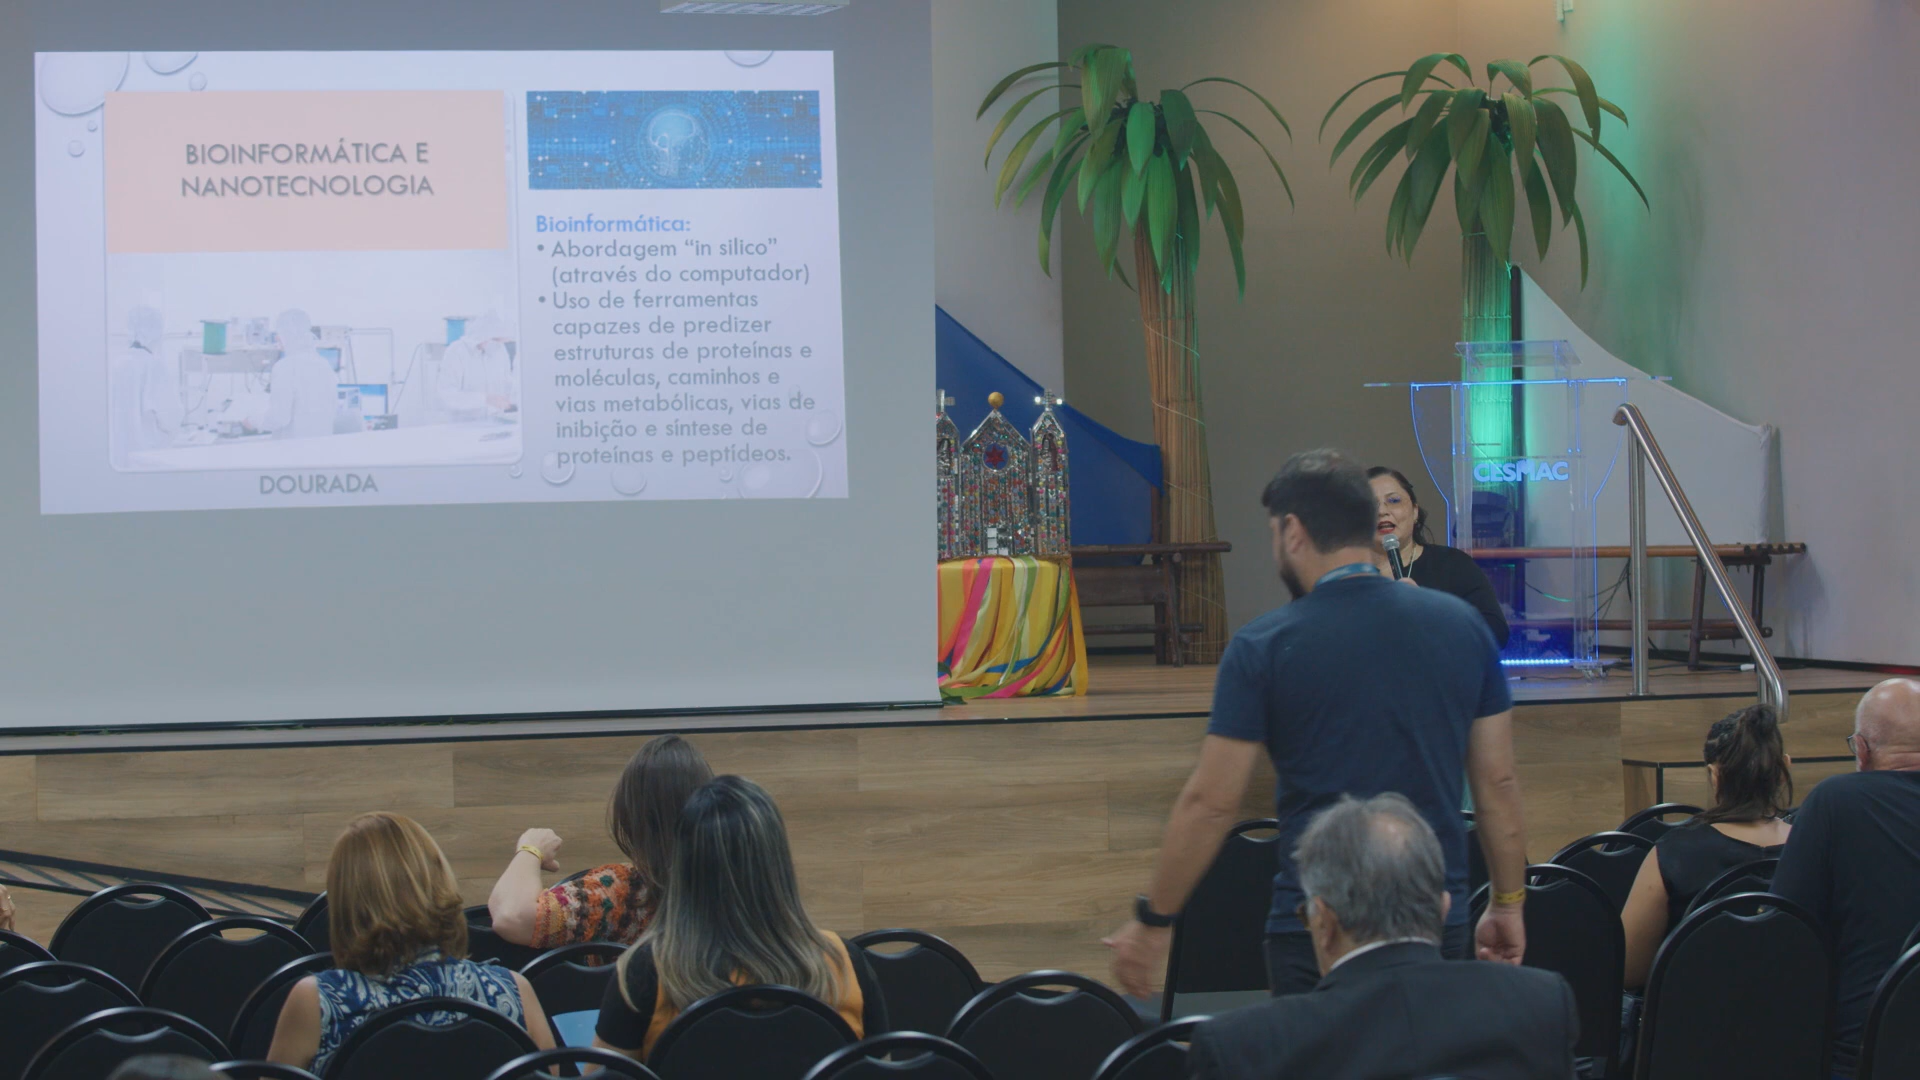 BIOINFORMÁTICA E
NANOTECNOLOGIA
DOURADA
Bioinformática:
• Abordagem “in silico”
(através do computador)
• Uso de ferramentas
capazes de predizer
estruturas de proteínas e
moléculas, caminhos e
vias metabólicas, vias de
inibição e síntese de
proteínas e peptídeos.
CESMAC